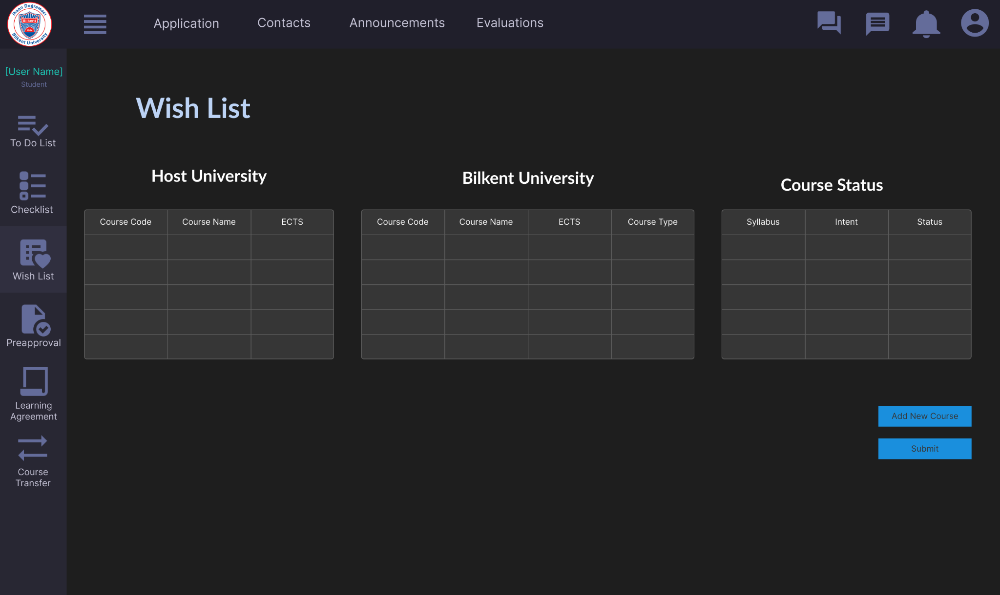 İhsan Doğramacı
Bilkent
1984
Bilkent University
Application
Contacts
Announcements
Evaluations
[User Name]
Student
To Do List
Checklist
Wish List
Preapproval
Learning
Agreement
Course
Transfer
Wish List
Host University
Course Code
Course Name
ECTS
Bilkent University
Course Code
Course Name
ECTS
Course Type
Course Status
Syllabus
Intent
Status
Add New Course
Submit